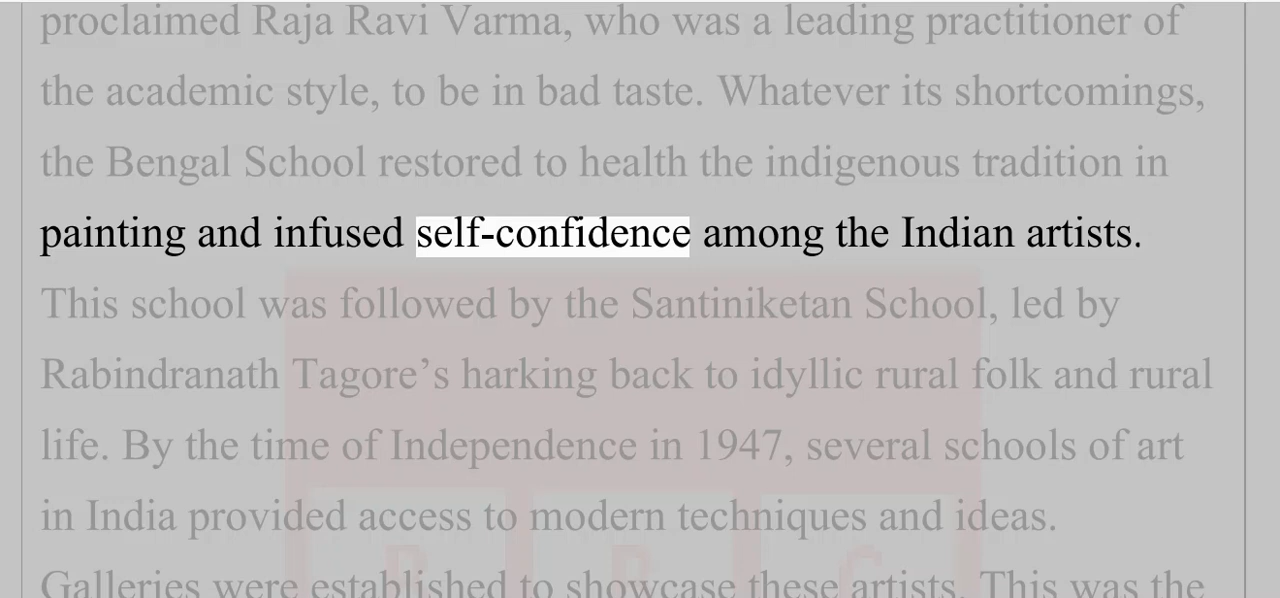 proclaimed Raja Ravi Varma, who was a leading practitioner of
the academic style, to be in bad taste. Whatever its shortcomings,
the Bengal School restored to health the indigenous tradition in
painting and infused self-confidence among the Indian artists.
This school was followed by the Santiniketan School, led by
Rabindranath Tagore’s harking back to idyllic rural folk and rural
life. By the time of Independence in 1947, several schools of art
in India provided access to modern techniques and ideas.
Galleries were established to showcase these artists. This was the